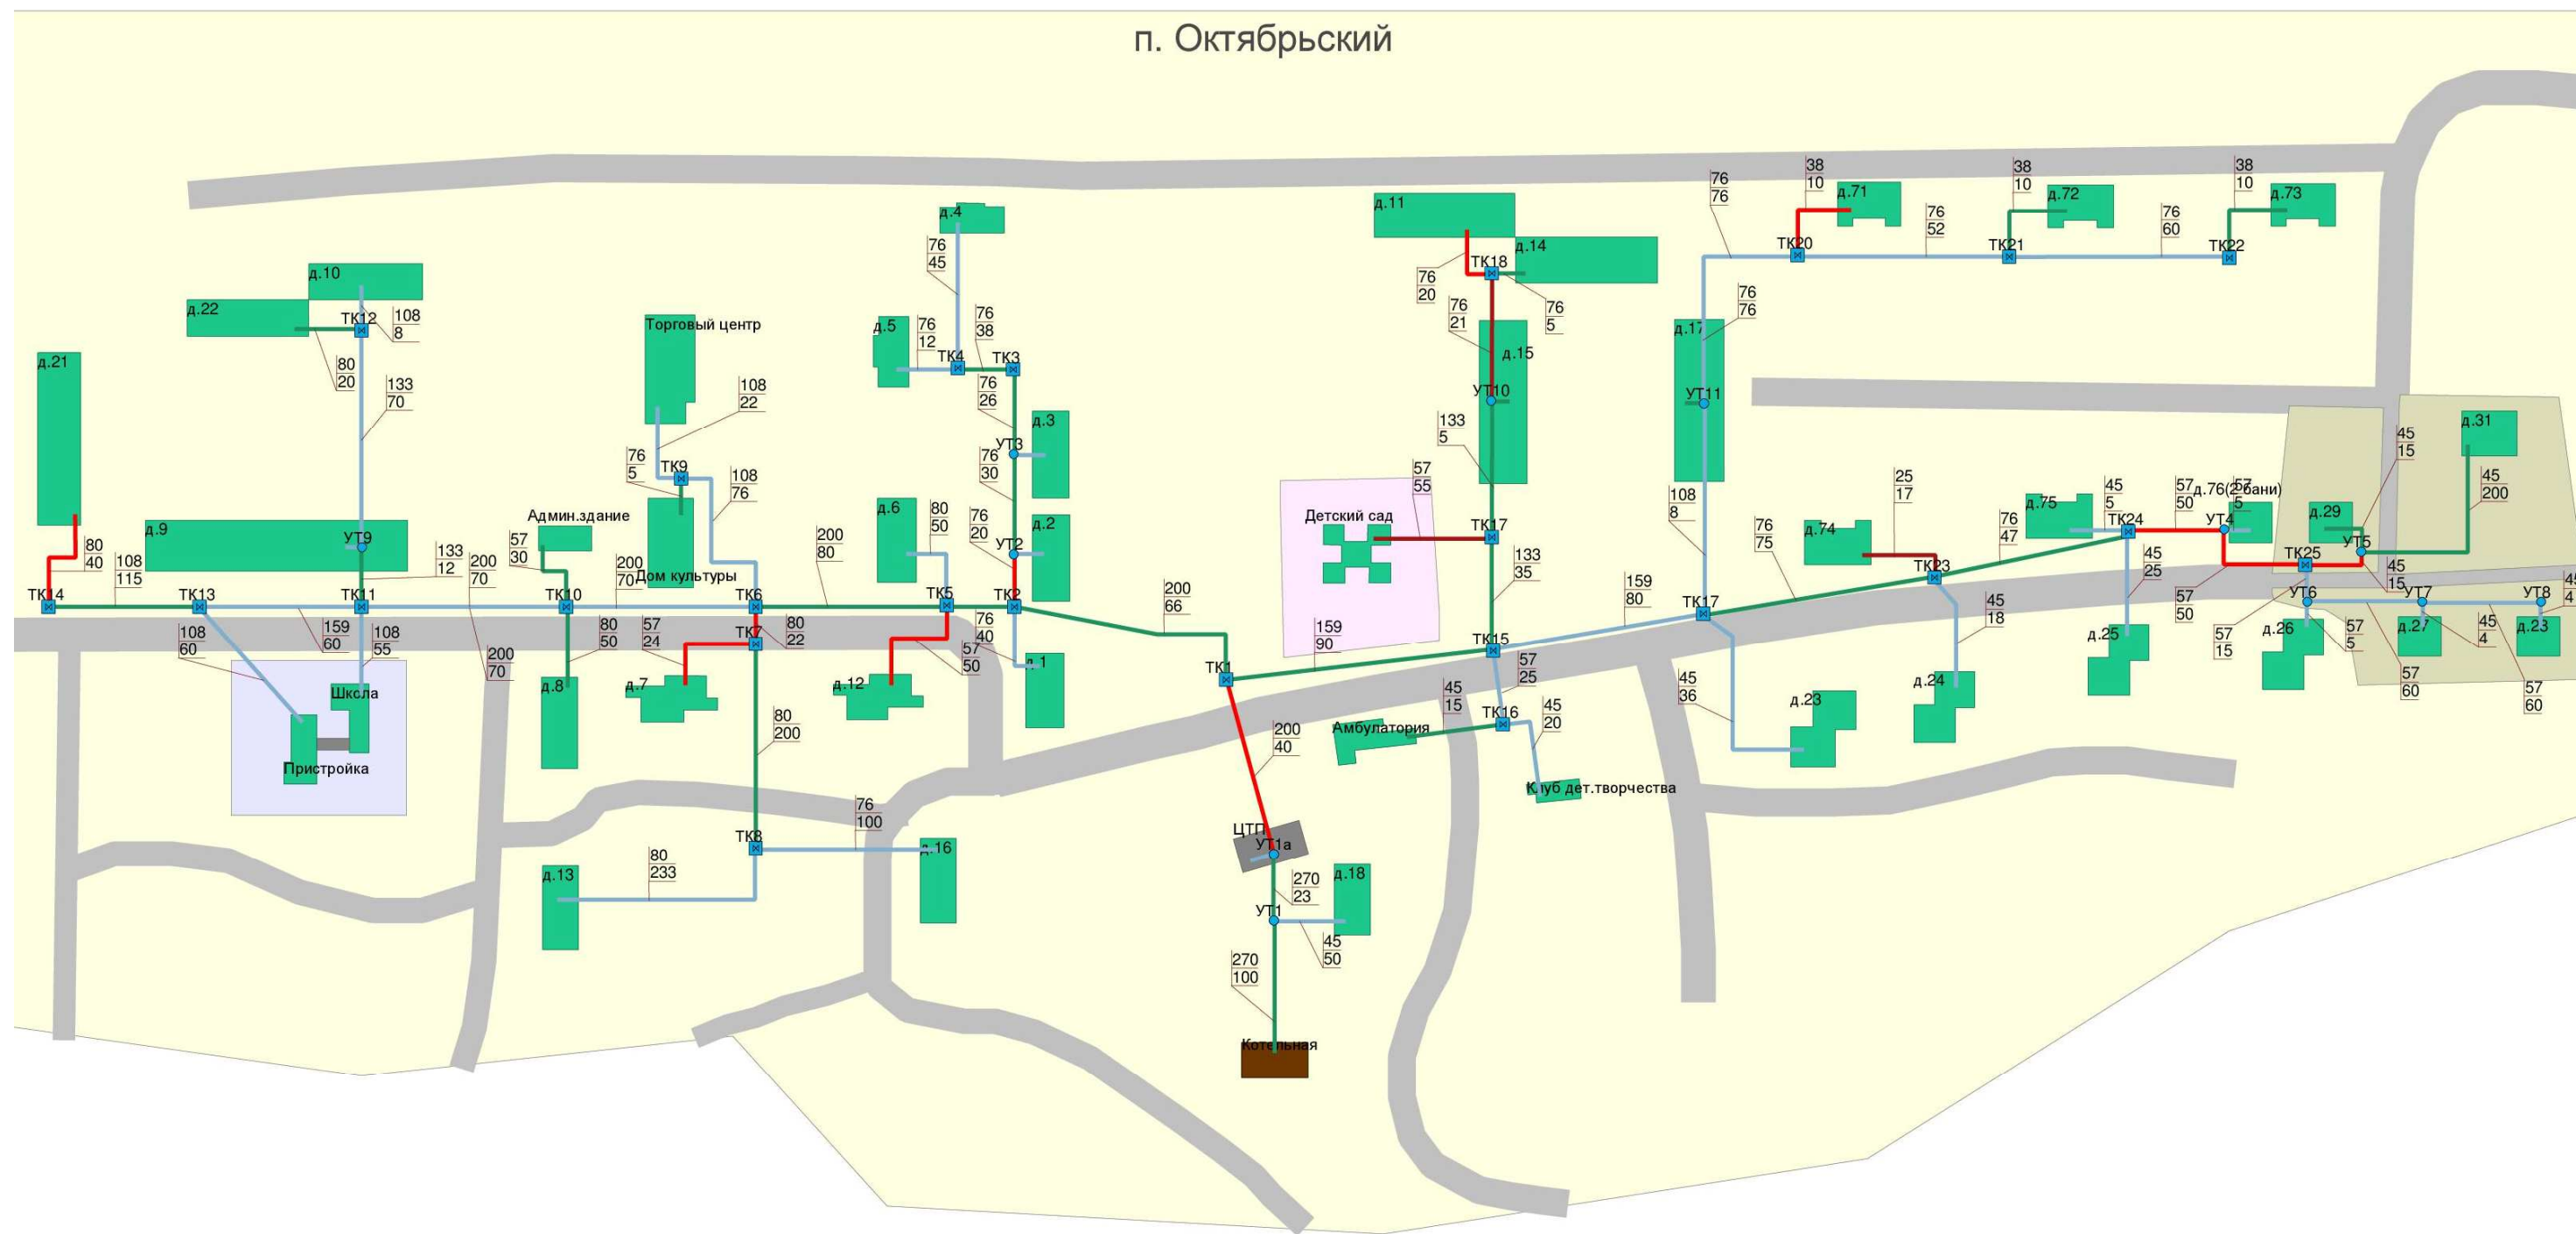 п. Октябрьский
38
10
д.71
38
10
д.72
38
10
д.73
76
76
76
52
76
60
ТК20
ТК21
ТК22
д.4
76
45
д.11
д.14
ТК18
76
20
76
21
76
5
76
76
д.10
д.22
ТК12
108
8
80
20
133
70
д.21
Торговый центр
108
22
76
5
ТК9
108
76
д.5
76
12
76
38
ТК4
ТК3
76
26
д.3
УТ3
76
30
д.15
УТ10
133
5
д.17
УТ11
д.31
45
15
45
200
57
55
Детский сад
ТК17
133
35
108
8
25
17
д.74
76
75
76
47
ТК23
д.75
45
5
ТК24
57
50
д.76(2 бани)
57
5
УТ4
д.29
УТ5
ТК25
45
15
45
25
57
50
УТ6
УТ7
УТ8
45
4
д.9
УТ9
133
12
200
70
Админ.здание
57
30
200
70
Дом культуры
200
80
д.6
80
50
76
20
УТ2
д.2
80
40
108
115
ТК14
ТК13
ТК11
ТК10
ТК6
ТК5
ТК2
200
66
108
60
159
60
108
55
200
70
80
50
57
24
ТК7
80
22
76
40
57
50
д.1
Школа
Пристройка
д.8
д.7
д.12
80
200
ТК1
159
90
ТК15
159
80
ТК17
57
25
45
15
ТК16
45
20
Амбулатория
Клуб дет.творчества
45
36
д.23
45
18
д.24
д.25
57
15
д.26
57
5
д.27
45
4
д.23
57
60
57
60
200
40
ЦТП
УТ1а
270
23
д.18
УТ1
45
50
270
100
Котельная
ТК8
76
100
д.16
80
233
д.13